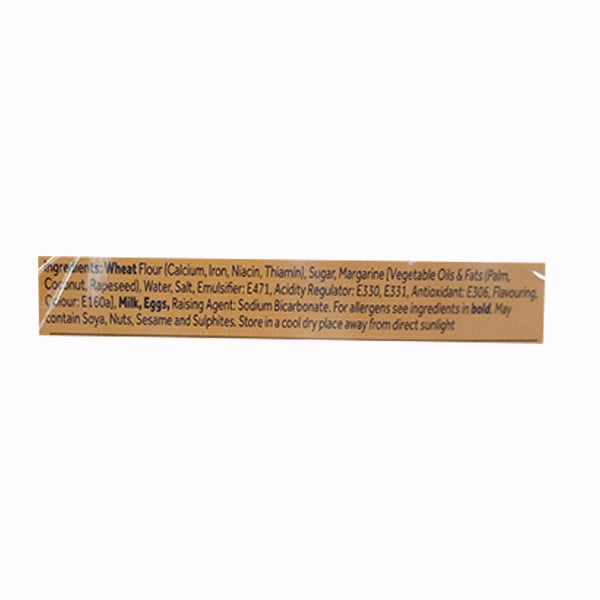 Ingredients: Wheat Flour (Calcium, Iron, Niacin, Thiamin), Sugar, Margarine [Vegetable Oils & Fats (Palm,
Coconut, Rapeseed), Water, Salt, Emulsifier: E471, Acidity Regulator: E330, E331, Antioxidant: E306, Flavouring,
Colour: E160a], Milk, Eggs, Raising Agent: Sodium Bicarbonate. For allergens see ingredients in bold. May
contain Soya, Nuts, Sesame and Sulphites. Store in a cool dry place away from direct sunlight